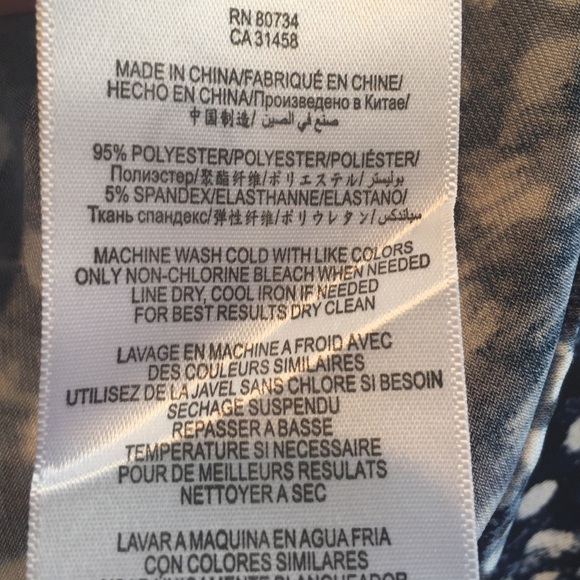 RN 80734
CA 31458
MADE IN CHINA/FABRIQUÉ EN CHINE/
HECHO EN CHINA/Произведено в Китае/
中国制造/ صنع في الصين/
95% POLYESTER/POLYESTER/POLIÉSTER/
Полиэстер/聚酯纤维/ポリエステル/بوليستر
5% SPANDEX/ELASTHANNE/ELASTANO/
Ткань спандекс/弹性纤维/ポリウレタン/سباندكس
MACHINE WASH COLD WITH LIKE COLORS
ONLY NON-CHLORINE BLEACH WHEN NEEDED
LINE DRY, COOL IRON IF NEEDED
FOR BEST RESULTS DRY CLEAN
LAVAGE EN MACHINE A FROID AVEC
DES COULEURS SIMILAIRES
UTILISEZ DE LA JAVEL SANS CHLORE SI BESOIN
SECHAGE SUSPENDU
REPASSER A BASSE
TEMPERATURE SI NECESSAIRE
POUR DE MEILLEURS RESULATS
NETTOYER A SEC
LAVAR A MAQUINA EN AGUA FRIA
CON COLORES SIMILARES